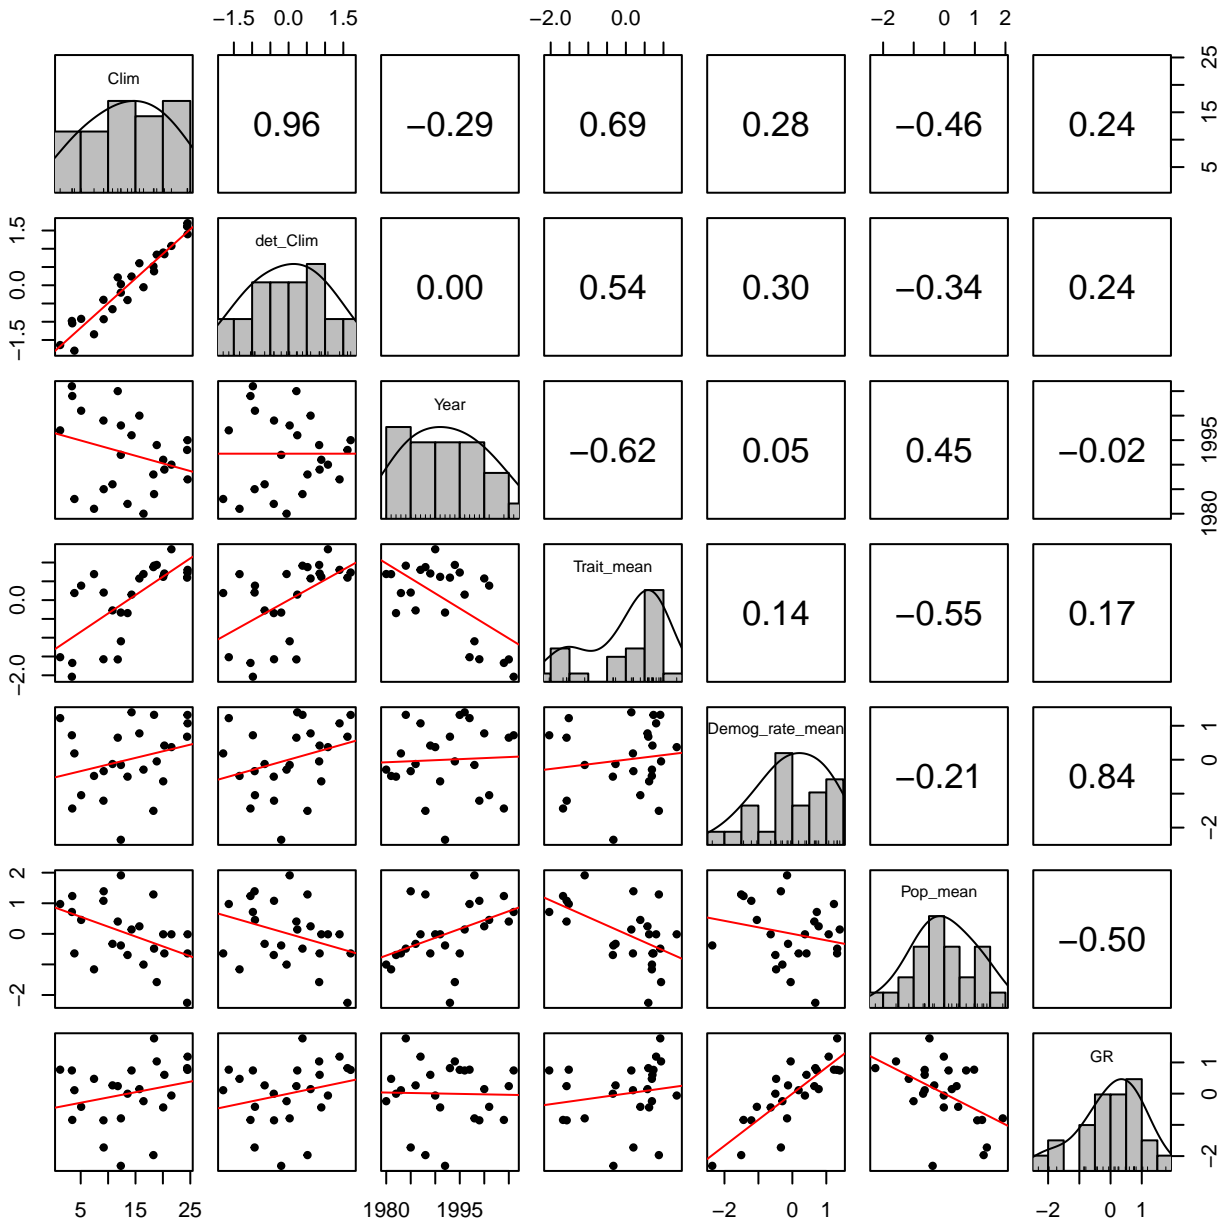 −1.5 0.0 1.5 −2.0 0.0 −2 0 1 2
Clim 0.96 −0.29 0.69 0.28 −0.46 0.24 5 15 25
−1.5 0.0 1.5 det_Clim 0.00 0.54 0.30 −0.34 0.24
Year −0.62 0.05 0.45 −0.02 1980 1995
−2.0 0.0 Trait_mean 0.14 −0.55 0.17
Demog_rate_mean −0.21 0.84 −2 0 1
−2 0 1 2 Pop_mean −0.50
GR −2 0 1
5 15 25 1980 1995 −2 0 1 −2 0 1